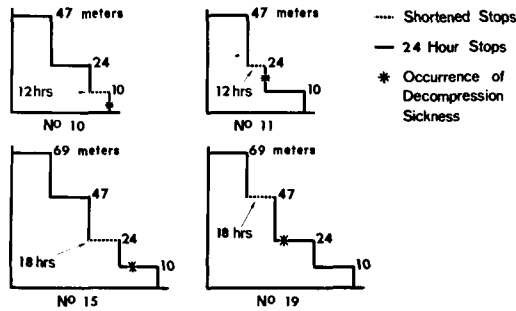 47 meters
24
12 hrs
10
Nº 10
47 meters
24
12 hrs
10
Nº 11
Shortened Stops
24 Hour Stops
Occurrence of
Decompression
Sickness
69 meters
47
24
18 hrs
10
Nº 15
69 meters
47
18 hrs
24
10
Nº 19